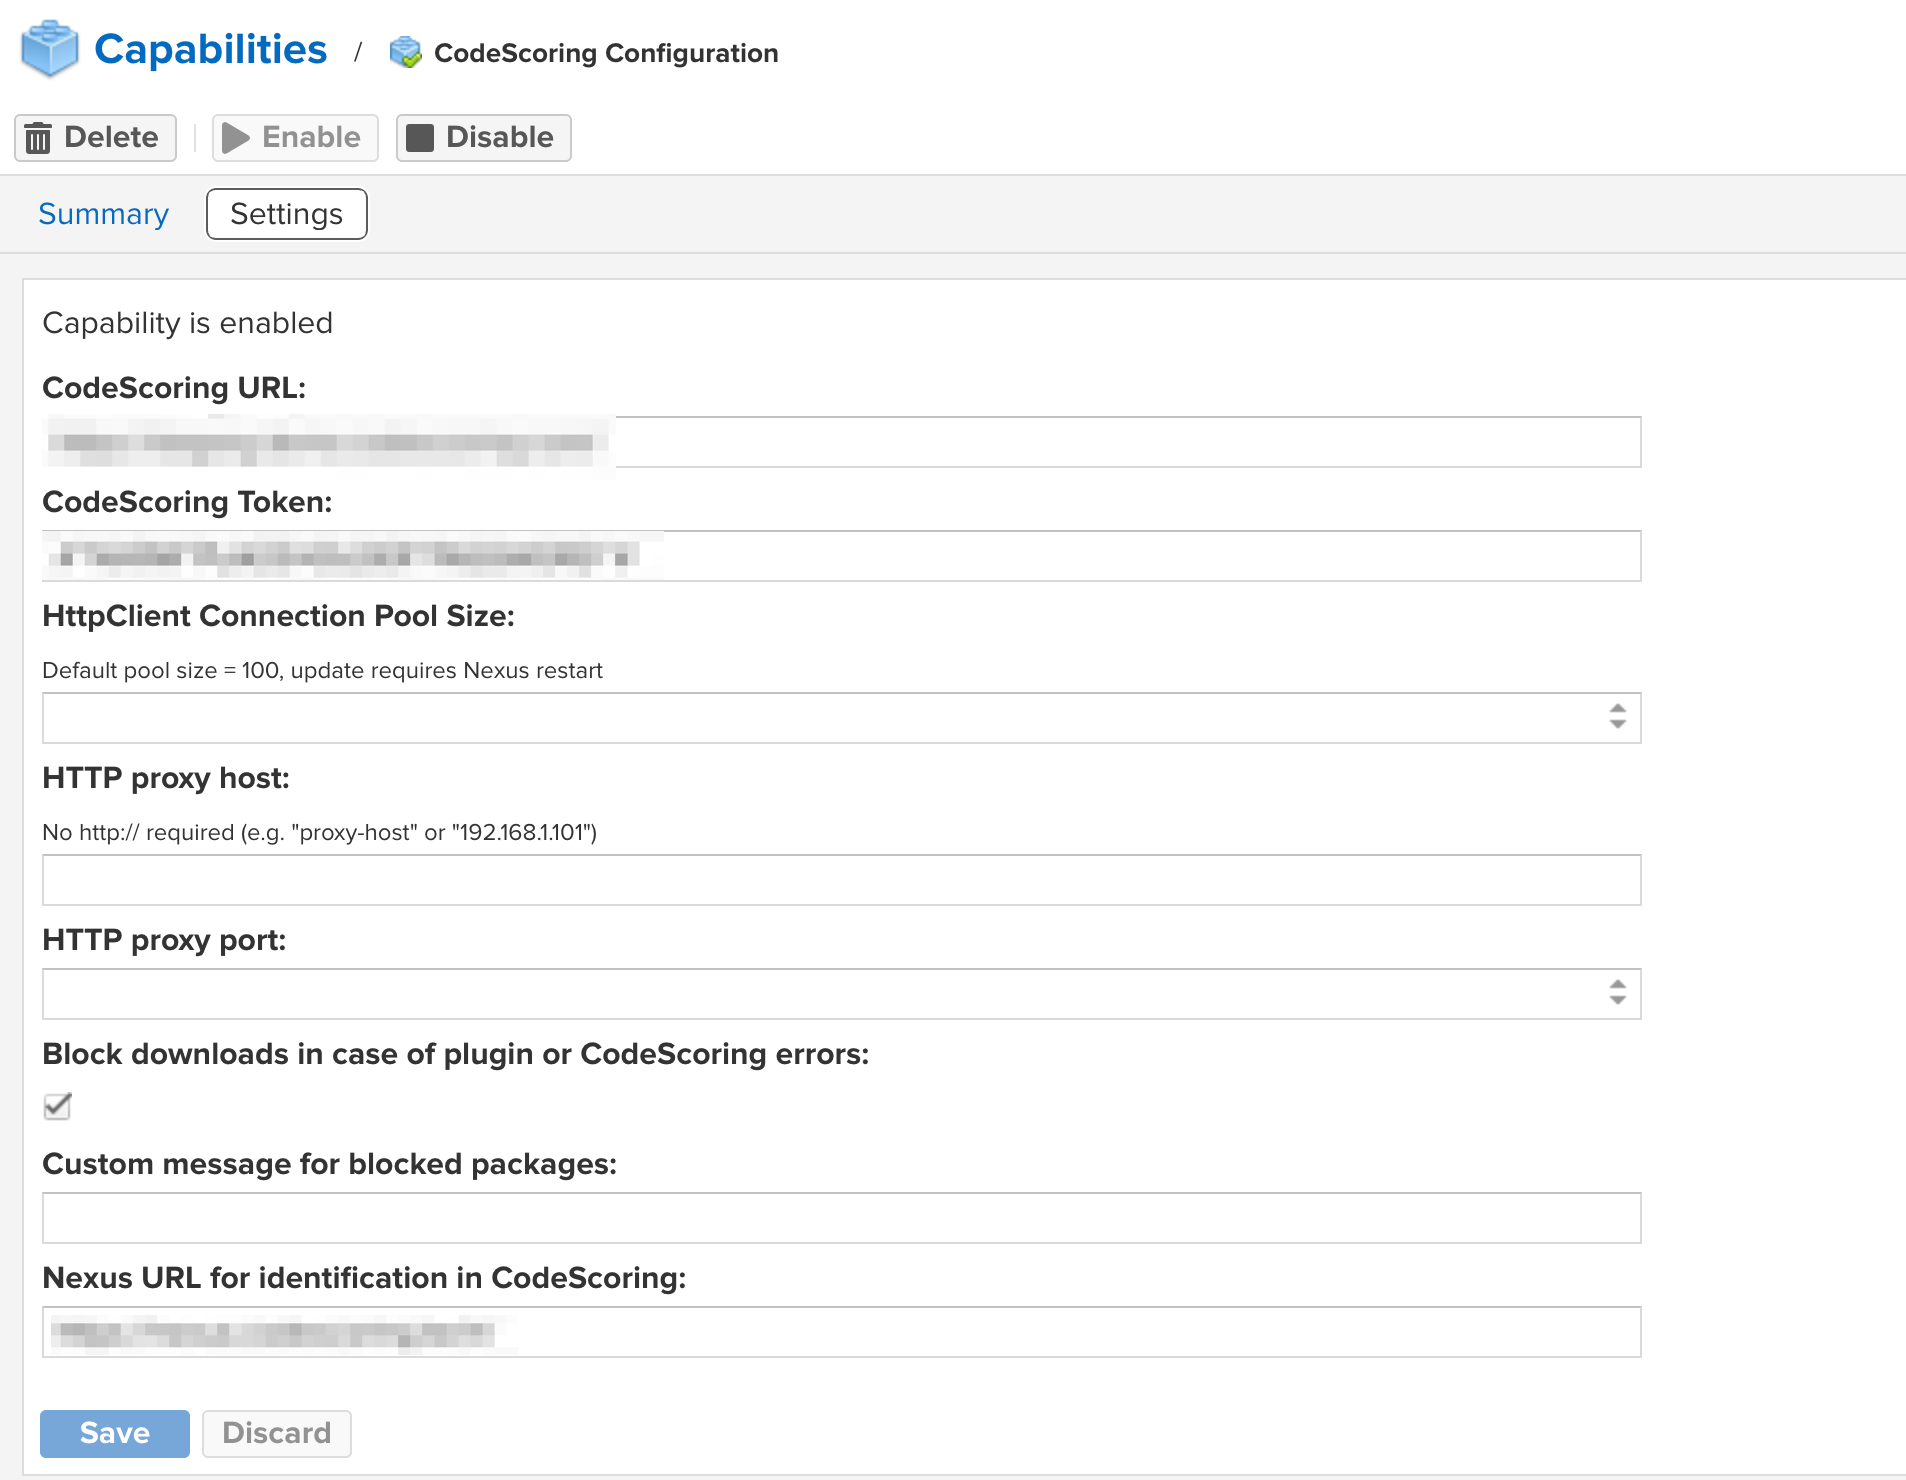 Capabilities / CodeScoring Configuration
Delete Enable Disable
Summary Settings
Capability is enabled
CodeScoring URL:
CodeScoring Token:
HttpClient Connection Pool Size:
Default pool size = 100, update requires Nexus restart
HTTP proxy host:
No http:// required (e.g. "proxy-host" or "192.168.1.101")
HTTP proxy port:
Block downloads in case of plugin or CodeScoring errors:
Custom message for blocked packages:
Nexus URL for identification in CodeScoring:
Save Discard